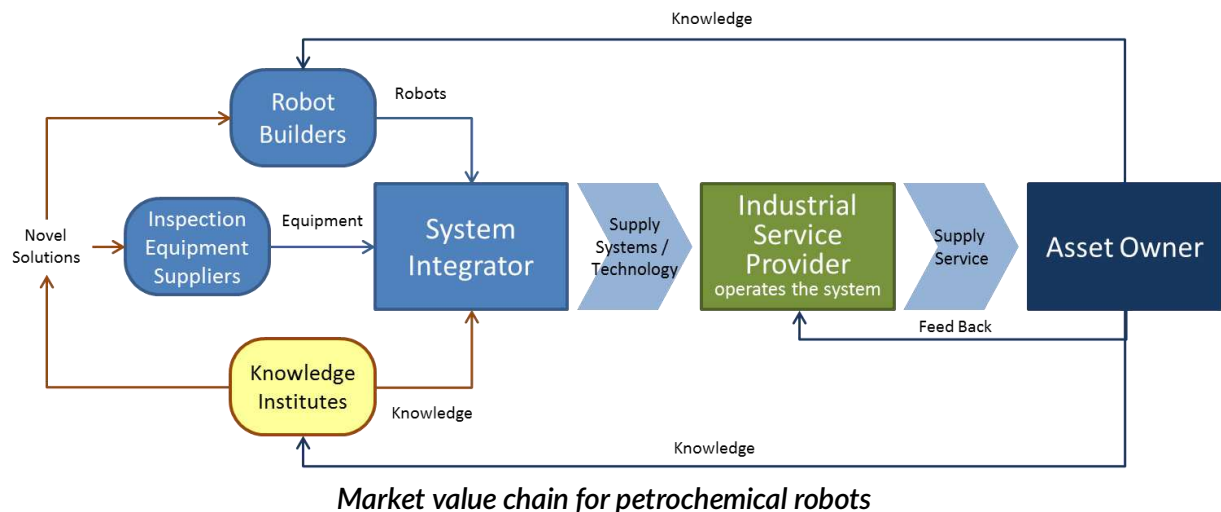 Knowledge
Robot
Builders
Robots
Inspection
Equipment
Suppliers
Equipment
Novel
Solutions
System
Integrator
Supply
Systems /
Technology
Industrial
Service
Provider
operates the system
Supply
Service
Asset Owner
Feed Back
Knowledge
Institutes
Knowledge
Knowledge
Market value chain for petrochemical robots